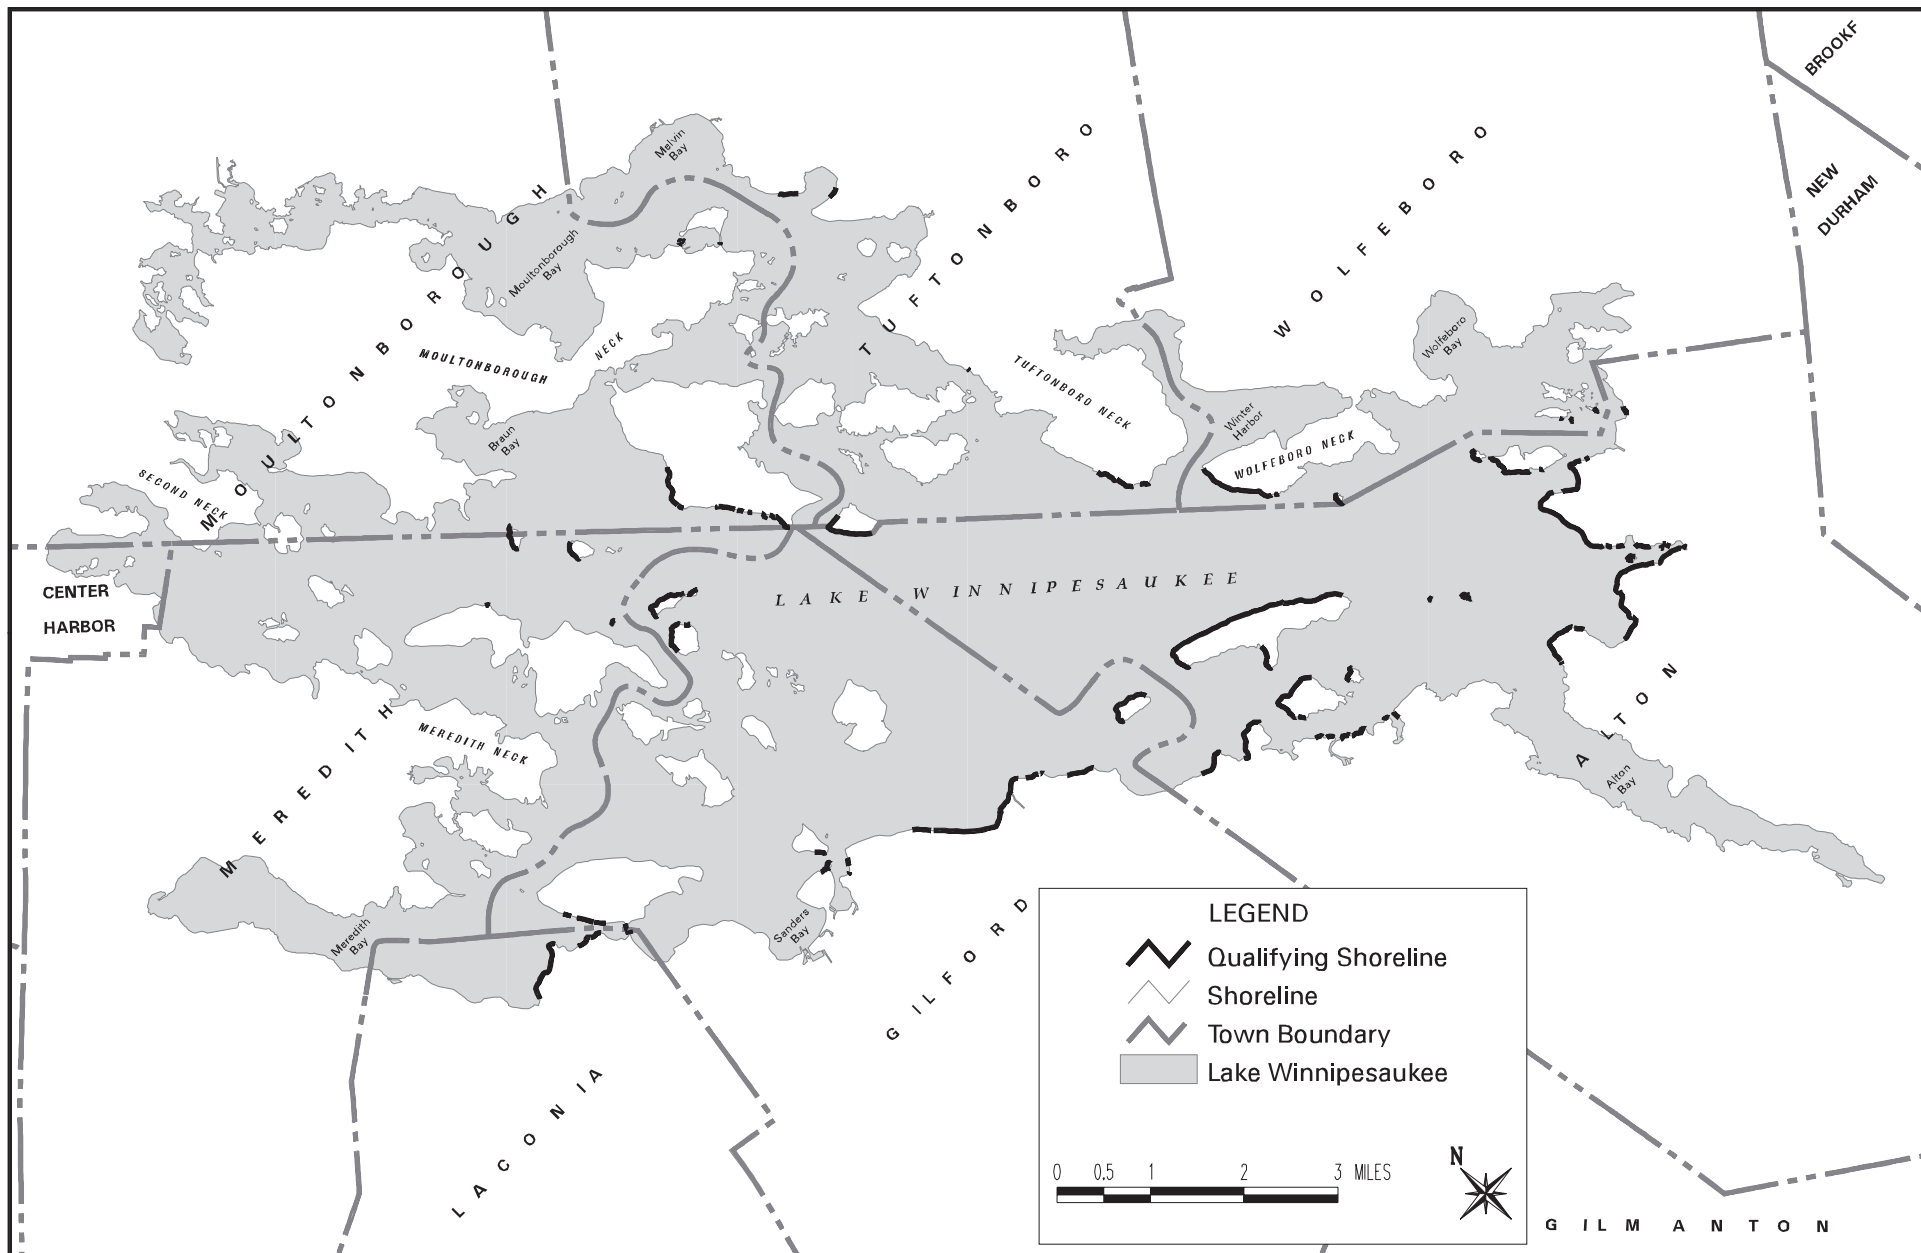 BROOKF
NEW
DURHAM
MOULTONBOROUGH
Melvin
Bay
TUFTONBORO
WOLFEBORO
Moultonborough
Bay
MOULTONBOROUGH
NECK
TUFTONBORO NECK
Wolfeboro
Bay
Winter
Harbor
WOLFEBORO NECK
Braun
Bay
SECOND NECK
CENTER
HARBOR
LAKE WINNIPESAUKEE
MEREDITH
MEREDITH NECK
ALTON
Alton
Bay
Meredith
Bay
Sanders
Bay
GILFORD
LACONIA
LEGEND
Qualifying Shoreline
Shoreline
Town Boundary
Lake Winnipesaukee
0 0.5 1 2 3 MILES
N
GILMANTON